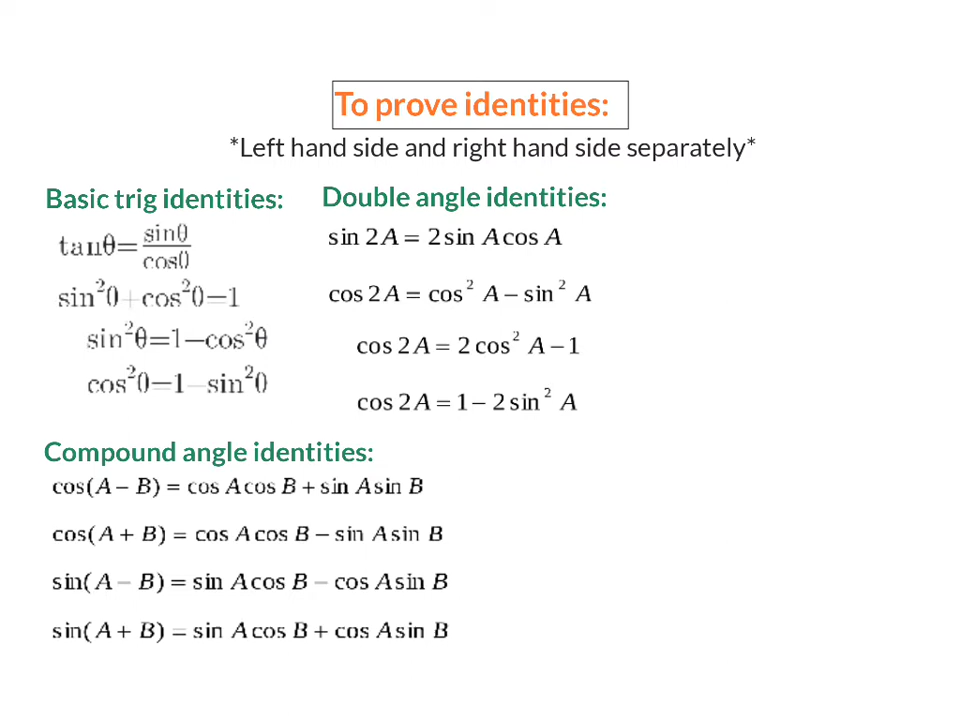 To prove identities:
*Left hand side and right hand side separately*
Basic trig identities:
tanθ=sinθ/cosθ
sin²θ+cos²θ=1
sin²θ=1−cos²θ
cos²θ=1−sin²θ
Double angle identities:
sin 2A = 2 sin A cos A
cos 2A = cos² A − sin² A
cos 2A = 2 cos² A − 1
cos 2A = 1 − 2 sin² A
Compound angle identities:
cos(A − B) = cos A cos B + sin A sin B
cos(A + B) = cos A cos B − sin A sin B
sin(A − B) = sin A cos B − cos A sin B
sin(A + B) = sin A cos B + cos A sin B